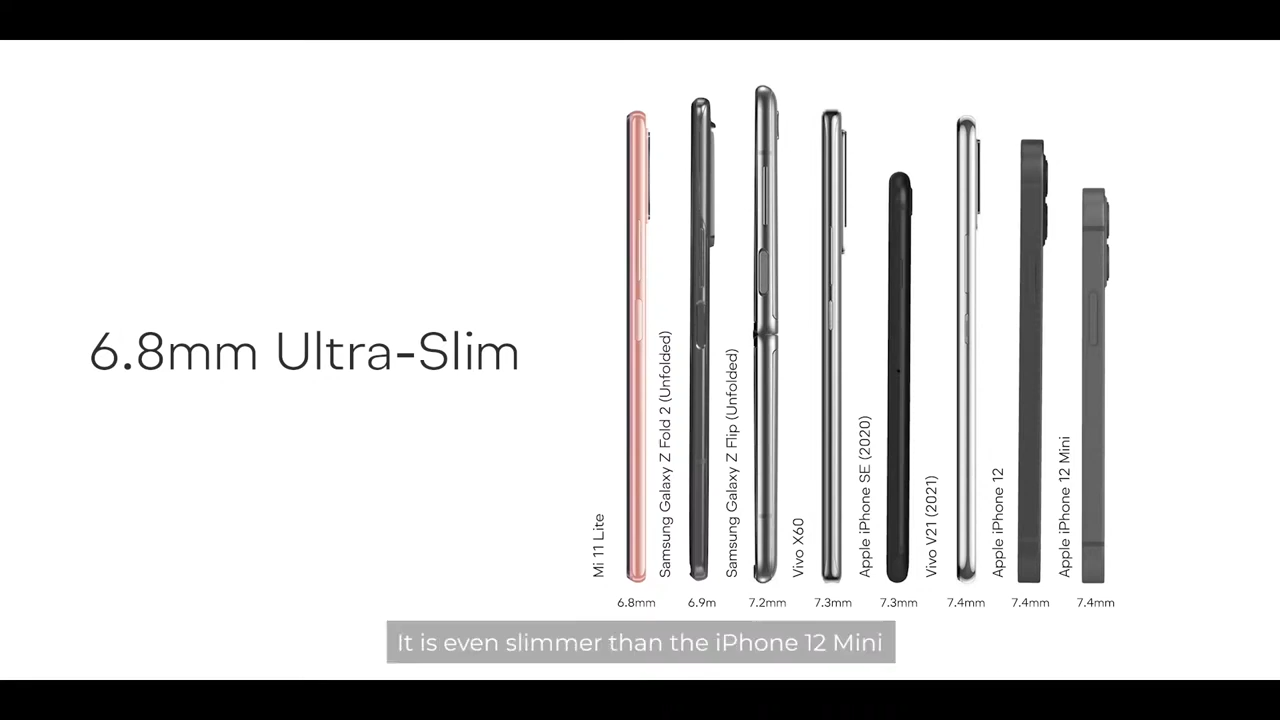 6.8mm Ultra-Slim
Mi 11 Lite
Samsung Galaxy Z Fold 2 (Unfolded)
Samsung Galaxy Z Flip (Unfolded)
Vivo X60
Apple iPhone SE (2020)
Vivo V21 (2021)
Apple iPhone 12
Apple iPhone 12 Mini
6.8mm 6.9m 7.2mm 7.3mm 7.3mm 7.4mm 7.4mm 7.4mm
It is even slimmer than the iPhone 12 Mini